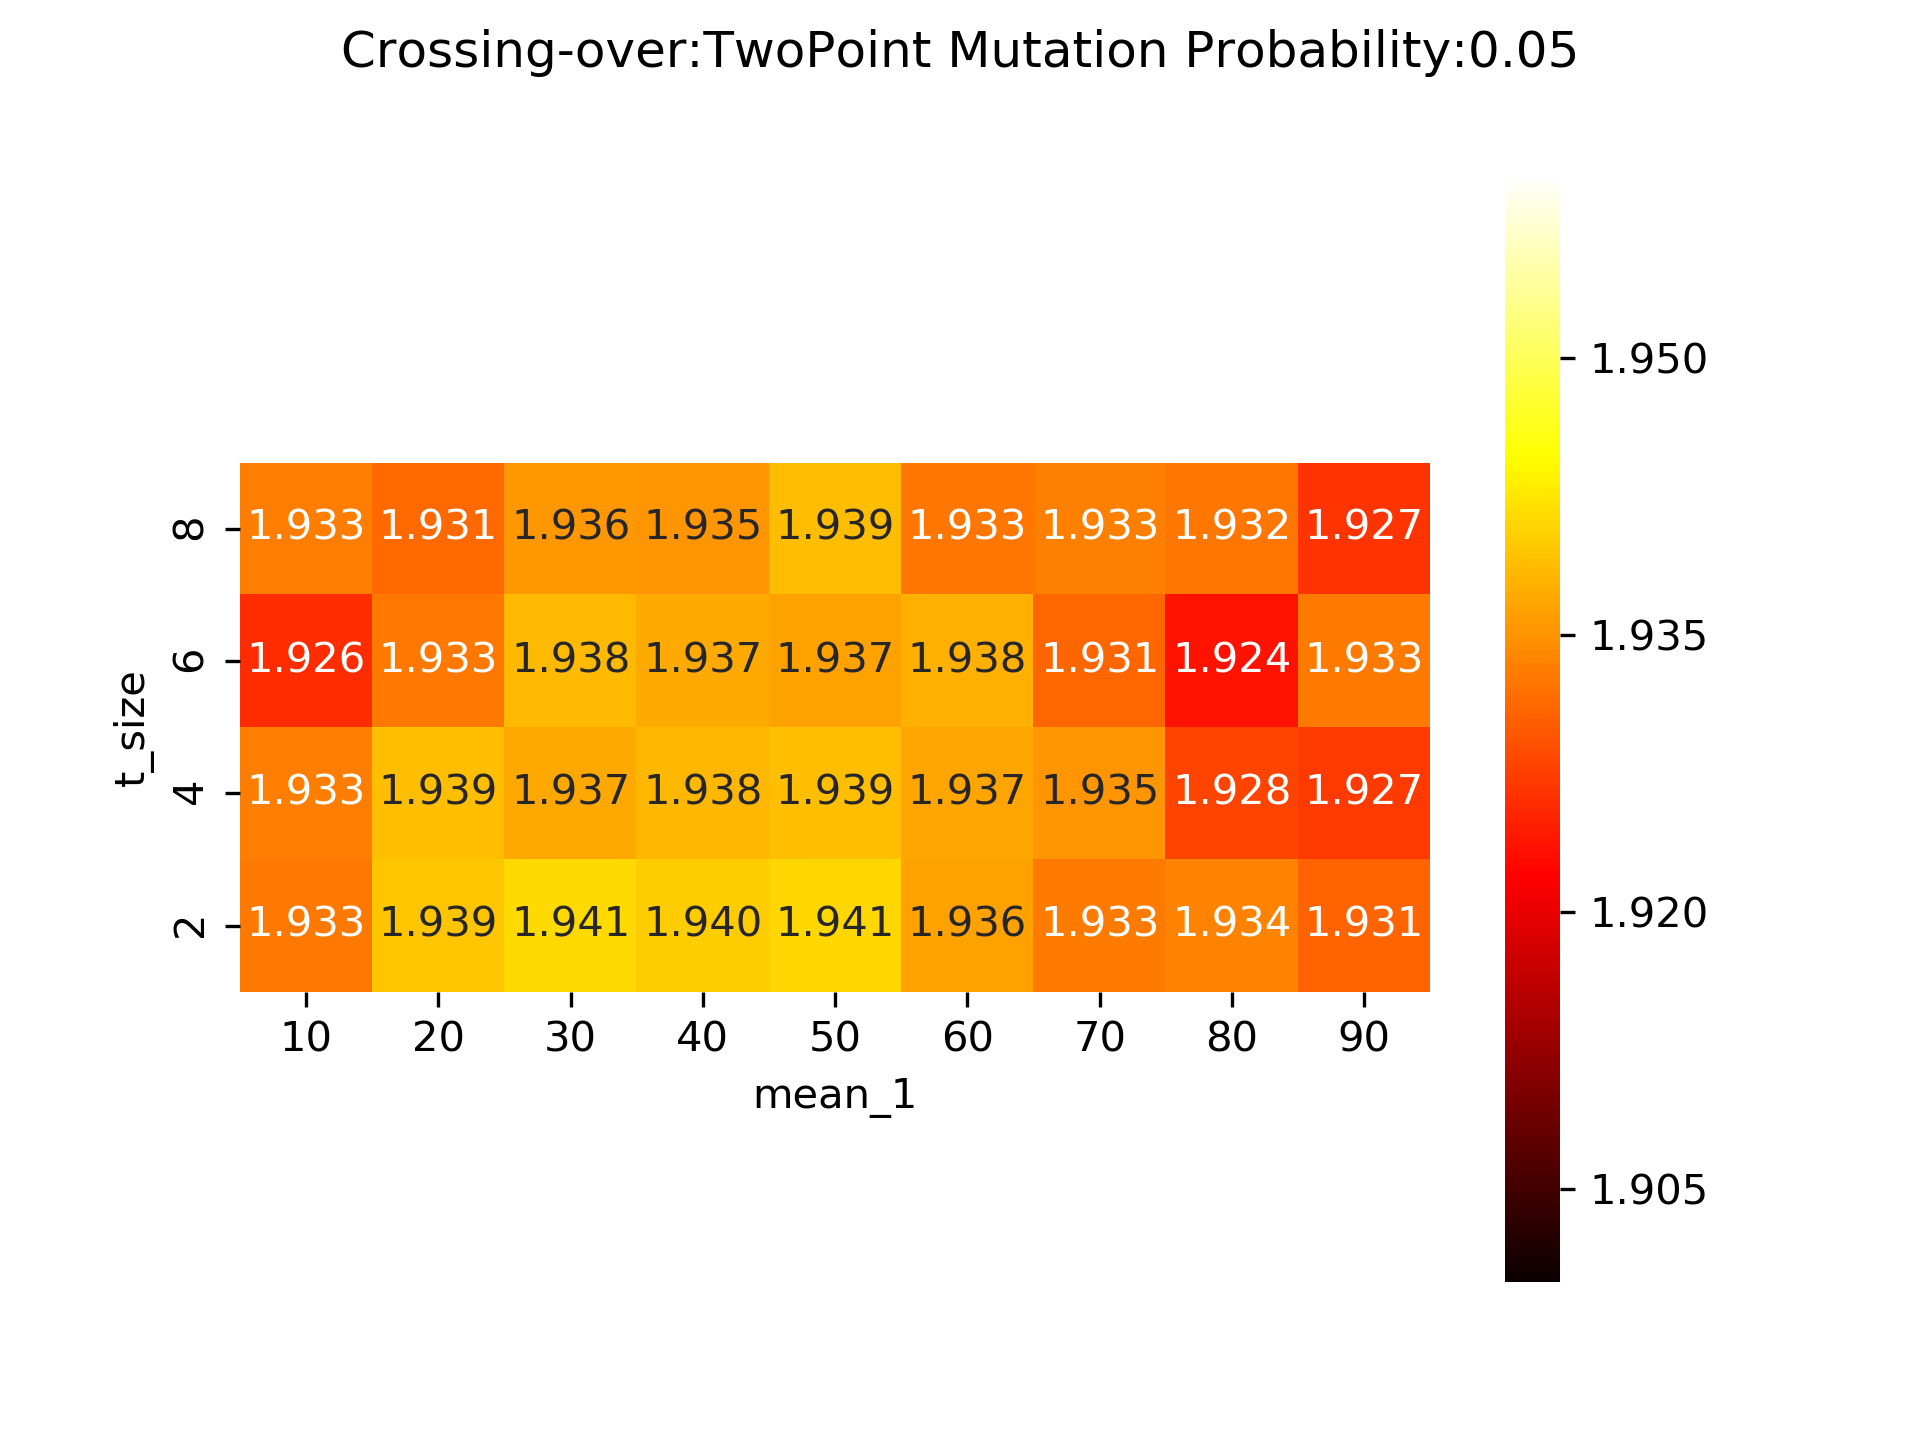 Crossing-over:TwoPoint Mutation Probability:0.05
1.950
1.935
1.920
1.905
t_size
8 1.933 1.931 1.936 1.935 1.939 1.933 1.933 1.932 1.927
6 1.926 1.933 1.938 1.937 1.937 1.938 1.931 1.924 1.933
4 1.933 1.939 1.937 1.938 1.939 1.937 1.935 1.928 1.927
2 1.933 1.939 1.941 1.940 1.941 1.936 1.933 1.934 1.931
10 20 30 40 50 60 70 80 90
mean_1